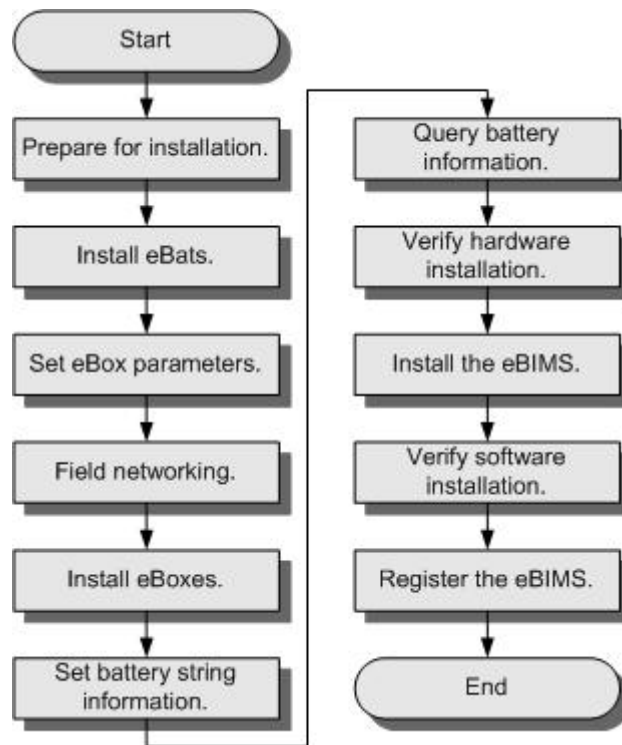 Start
Prepare for installation.
Install eBats.
Set eBox parameters.
Field networking.
Install eBoxes.
Set battery string
information.
Query battery
information.
Verify hardware
installation.
Install the eBIMS.
Verify software
installation.
Register the eBIMS.
End